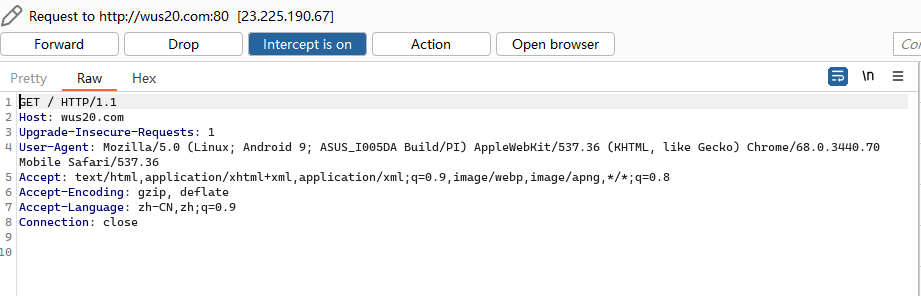 Request to http://wus20.com:80 [23.225.190.67]
Forward Drop Intercept is on Action Open browser
Pretty Raw Hex \n
1 GET / HTTP/1.1
2 Host: wus20.com
3 Upgrade-Insecure-Requests: 1
4 User-Agent: Mozilla/5.0 (Linux; Android 9; ASUS_I005DA Build/PI) AppleWebKit/537.36 (KHTML, like Gecko) Chrome/68.0.3440.70
Mobile Safari/537.36
5 Accept: text/html,application/xhtml+xml,application/xml;q=0.9,image/webp,image/apng,*/*;q=0.8
6 Accept-Encoding: gzip, deflate
7 Accept-Language: zh-CN,zh;q=0.9
8 Connection: close
9
10